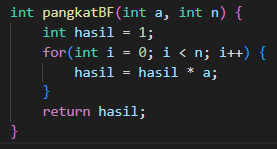 int pangkatBF(int a, int n) {
    int hasil = 1;
    for(int i = 0; i < n; i++) {
        hasil = hasil * a;
    }
    return hasil;
}